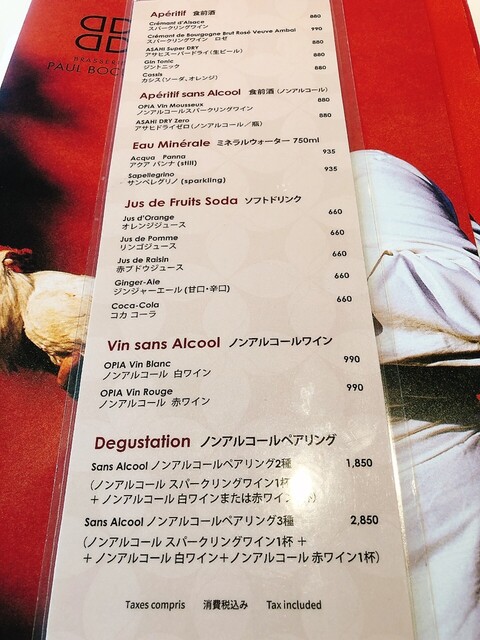 BRASSERIE
PAUL BOC
Apéritif 食前酒
Crémant d'Alsace 880
スパークリングワイン
Crémant de Bourgogne Brut Rosé Veuve Ambal 990
スパークリングワイン ロゼ
ASAHI Super DRY 880
アサヒスーパードライ(生ビール)
Gin Tonic 880
ジントニック
Cassis 880
カシス(ソーダ、オレンジ)
Apéritif sans Alcool 食前酒(ノンアルコール)
OPIA Vin Mousseux 880
ノンアルコールスパークリングワイン
ASAHI DRY Zero 880
アサヒドライゼロ(ノンアルコール/瓶)
Eau Minérale ミネラルウォーター 750ml
Acqua Panna 935
アクア パンナ (still)
Sapellegrino 935
サンペレグリノ (sparkling)
Jus de Fruits Soda ソフトドリンク
Jus d'Orange 660
オレンジジュース
Jus de Pomme 660
リンゴジュース
Jus de Raisin 660
赤ブドウジュース
Ginger-Ale 660
ジンジャーエール (甘口・辛口)
Coca-Cola 660
コカ コーラ
Vin sans Alcool ノンアルコールワイン
OPIA Vin Blanc 990
ノンアルコール 白ワイン
OPIA Vin Rouge 990
ノンアルコール 赤ワイン
Degustation ノンアルコールペアリング
Sans Alcool ノンアルコールペアリング2種 1,850
(ノンアルコール スパークリングワイン1杯
+ ノンアルコール 白ワインまたは赤ワイン
Sans Alcool ノンアルコールペアリング3種 2,850
(ノンアルコール スパークリングワイン1杯 +
+ ノンアルコール 白ワイン+ノンアルコール 赤ワイン1杯)
Taxes compris 消費税込み Tax included